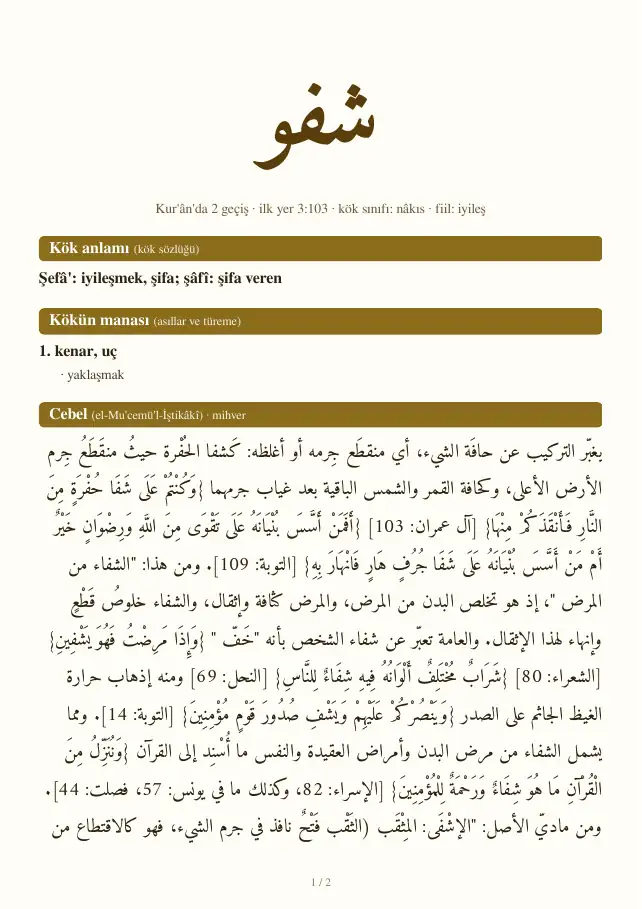 شفو
Kur'ân'da 2 geçiş · ilk yer 3:103 · kök sınıfı: nâkıs · fiil: iyileş
Kök anlamı (kök sözlüğü)
Şefâ': iyileşmek, şifa; şâfî: şifa veren
Kökün manası (asıllar ve türeme)
1. kenar, uç
· yaklaşmak
Cebel (el-Mu'cemü'l-İştikâkî) · mihver
يعبّر التركيب عن حافَة الشيء، أي منقطَع جِرمه أو أغلظه: كَشفا الحُفْرة حيثُ منقَطَعُ جِرم
الأرض الأعلى، وكحافة القمر والشمس الباقية بعد غياب جرمهما {وَكُنْتُمْ عَلَى شَفَا حُفْرَةٍ مِنَ
النَّارِ فَأَنْقَذَكُمْ مِنْهَا} [آل عمران: 103] {أَفَمَنْ أَسَّسَ بُنْيَانَهُ عَلَى تَقْوَى مِنَ اللَّهِ وَرِضْوَانٍ خَيْرٌ
أَمْ مَنْ أَسَّسَ بُنْيَانَهُ عَلَى شَفَا جُرُفٍ هَارٍ فَانْهَارَ بِهِ} [التوبة: 109]. ومن هذا: "الشفاء من
المرض "، إذ هو تخلص البدن من المرض، والمرض كثافة وإثقال، والشفاء خلوصُ قَطْعٍ
وإنهاء لهذا الإثقال. والعامة تعبّر عن شفاء الشخص بأنه "خَفّ " {وَإِذَا مَرِضْتُ فَهُوَ يَشْفِينِ}
[الشعراء: 80] {شَرَابٌ مُخْتَلِفٌ أَلْوَانُهُ فِيهِ شِفَاءٌ لِلنَّاسِ} [النحل: 69] ومنه إذهاب حرارة
الغيظ الجاثم على الصدر {وَيَنْصُرْكُمْ عَلَيْهِمْ وَيَشْفِ صُدُورَ قَوْمٍ مُؤْمِنِينَ} [التوبة: 14]. ومما
يشمل الشفاء من مرض البدن وأمراض العقيدة والنفس ما أُسْنِد إلى القرآن {وَنُنَزِّلُ مِنَ
الْقُرْآنِ مَا هُوَ شِفَاءٌ وَرَحْمَةٌ لِلْمُؤْمِنِينَ} [الإسراء: 82، وكذلك ما في يونس: 57، فصلت: 44].
ومن ماديّ الأصل: "الإشْفَى: المِثْقَب (الثَقْب فَتْحٌ نافذ في جرم الشيء، فهو كالاقتطاع من
1 / 2